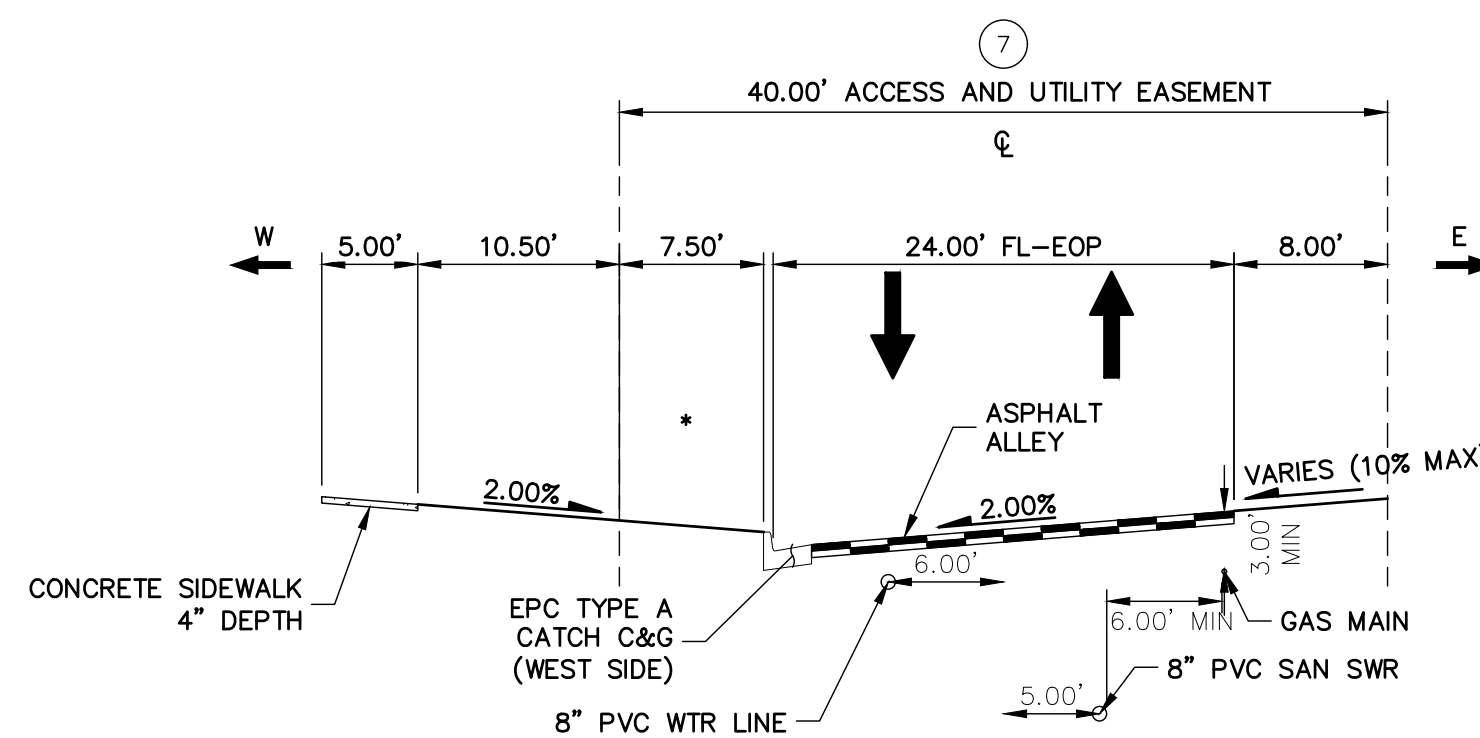 7
40.00' ACCESS AND UTILITY EASEMENT
℄
W
5.00'
10.50'
7.50'
24.00' FL-EOP
8.00'
E
*
ASPHALT
ALLEY
2.00%
2.00%
VARIES (10% MAX)
3.00'
MIN
6.00'
CONCRETE SIDEWALK
4" DEPTH
EPC TYPE A
CATCH C&G
(WEST SIDE)
6.00' MIN
GAS MAIN
8" PVC SAN SWR
5.00'
8" PVC WTR LINE